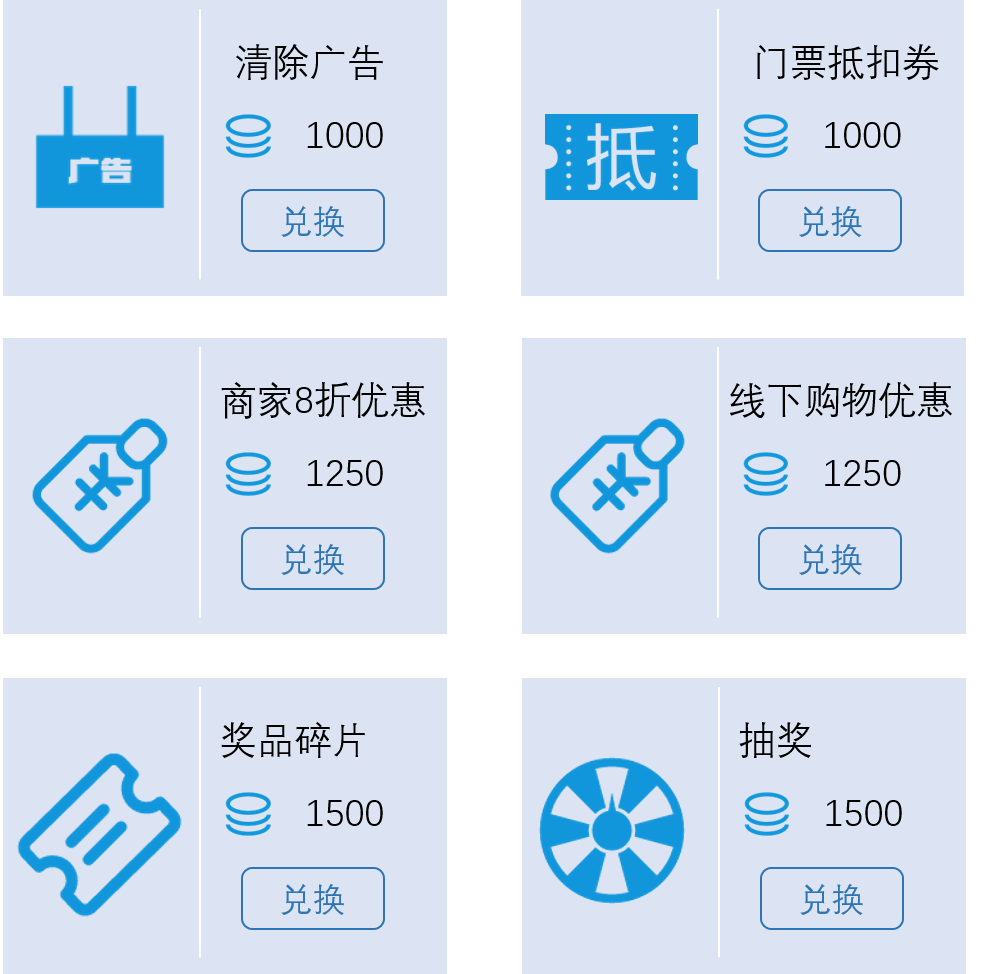 清除广告
广告
1000
兑换
门票抵扣券
抵
1000
兑换
商家8折优惠
1250
兑换
线下购物优惠
1250
兑换
奖品碎片
1500
兑换
抽奖
1500
兑换